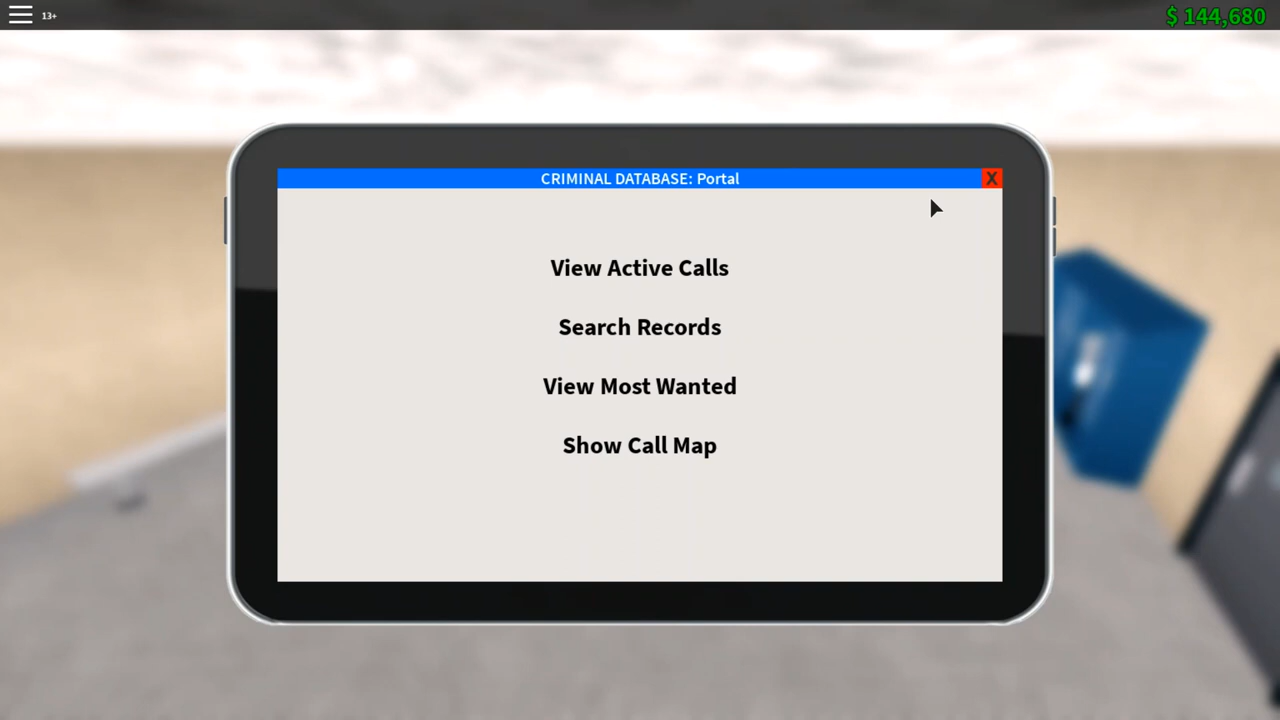 13+
$ 144,680
CRIMINAL DATABASE: Portal
X
View Active Calls
Search Records
View Most Wanted
Show Call Map